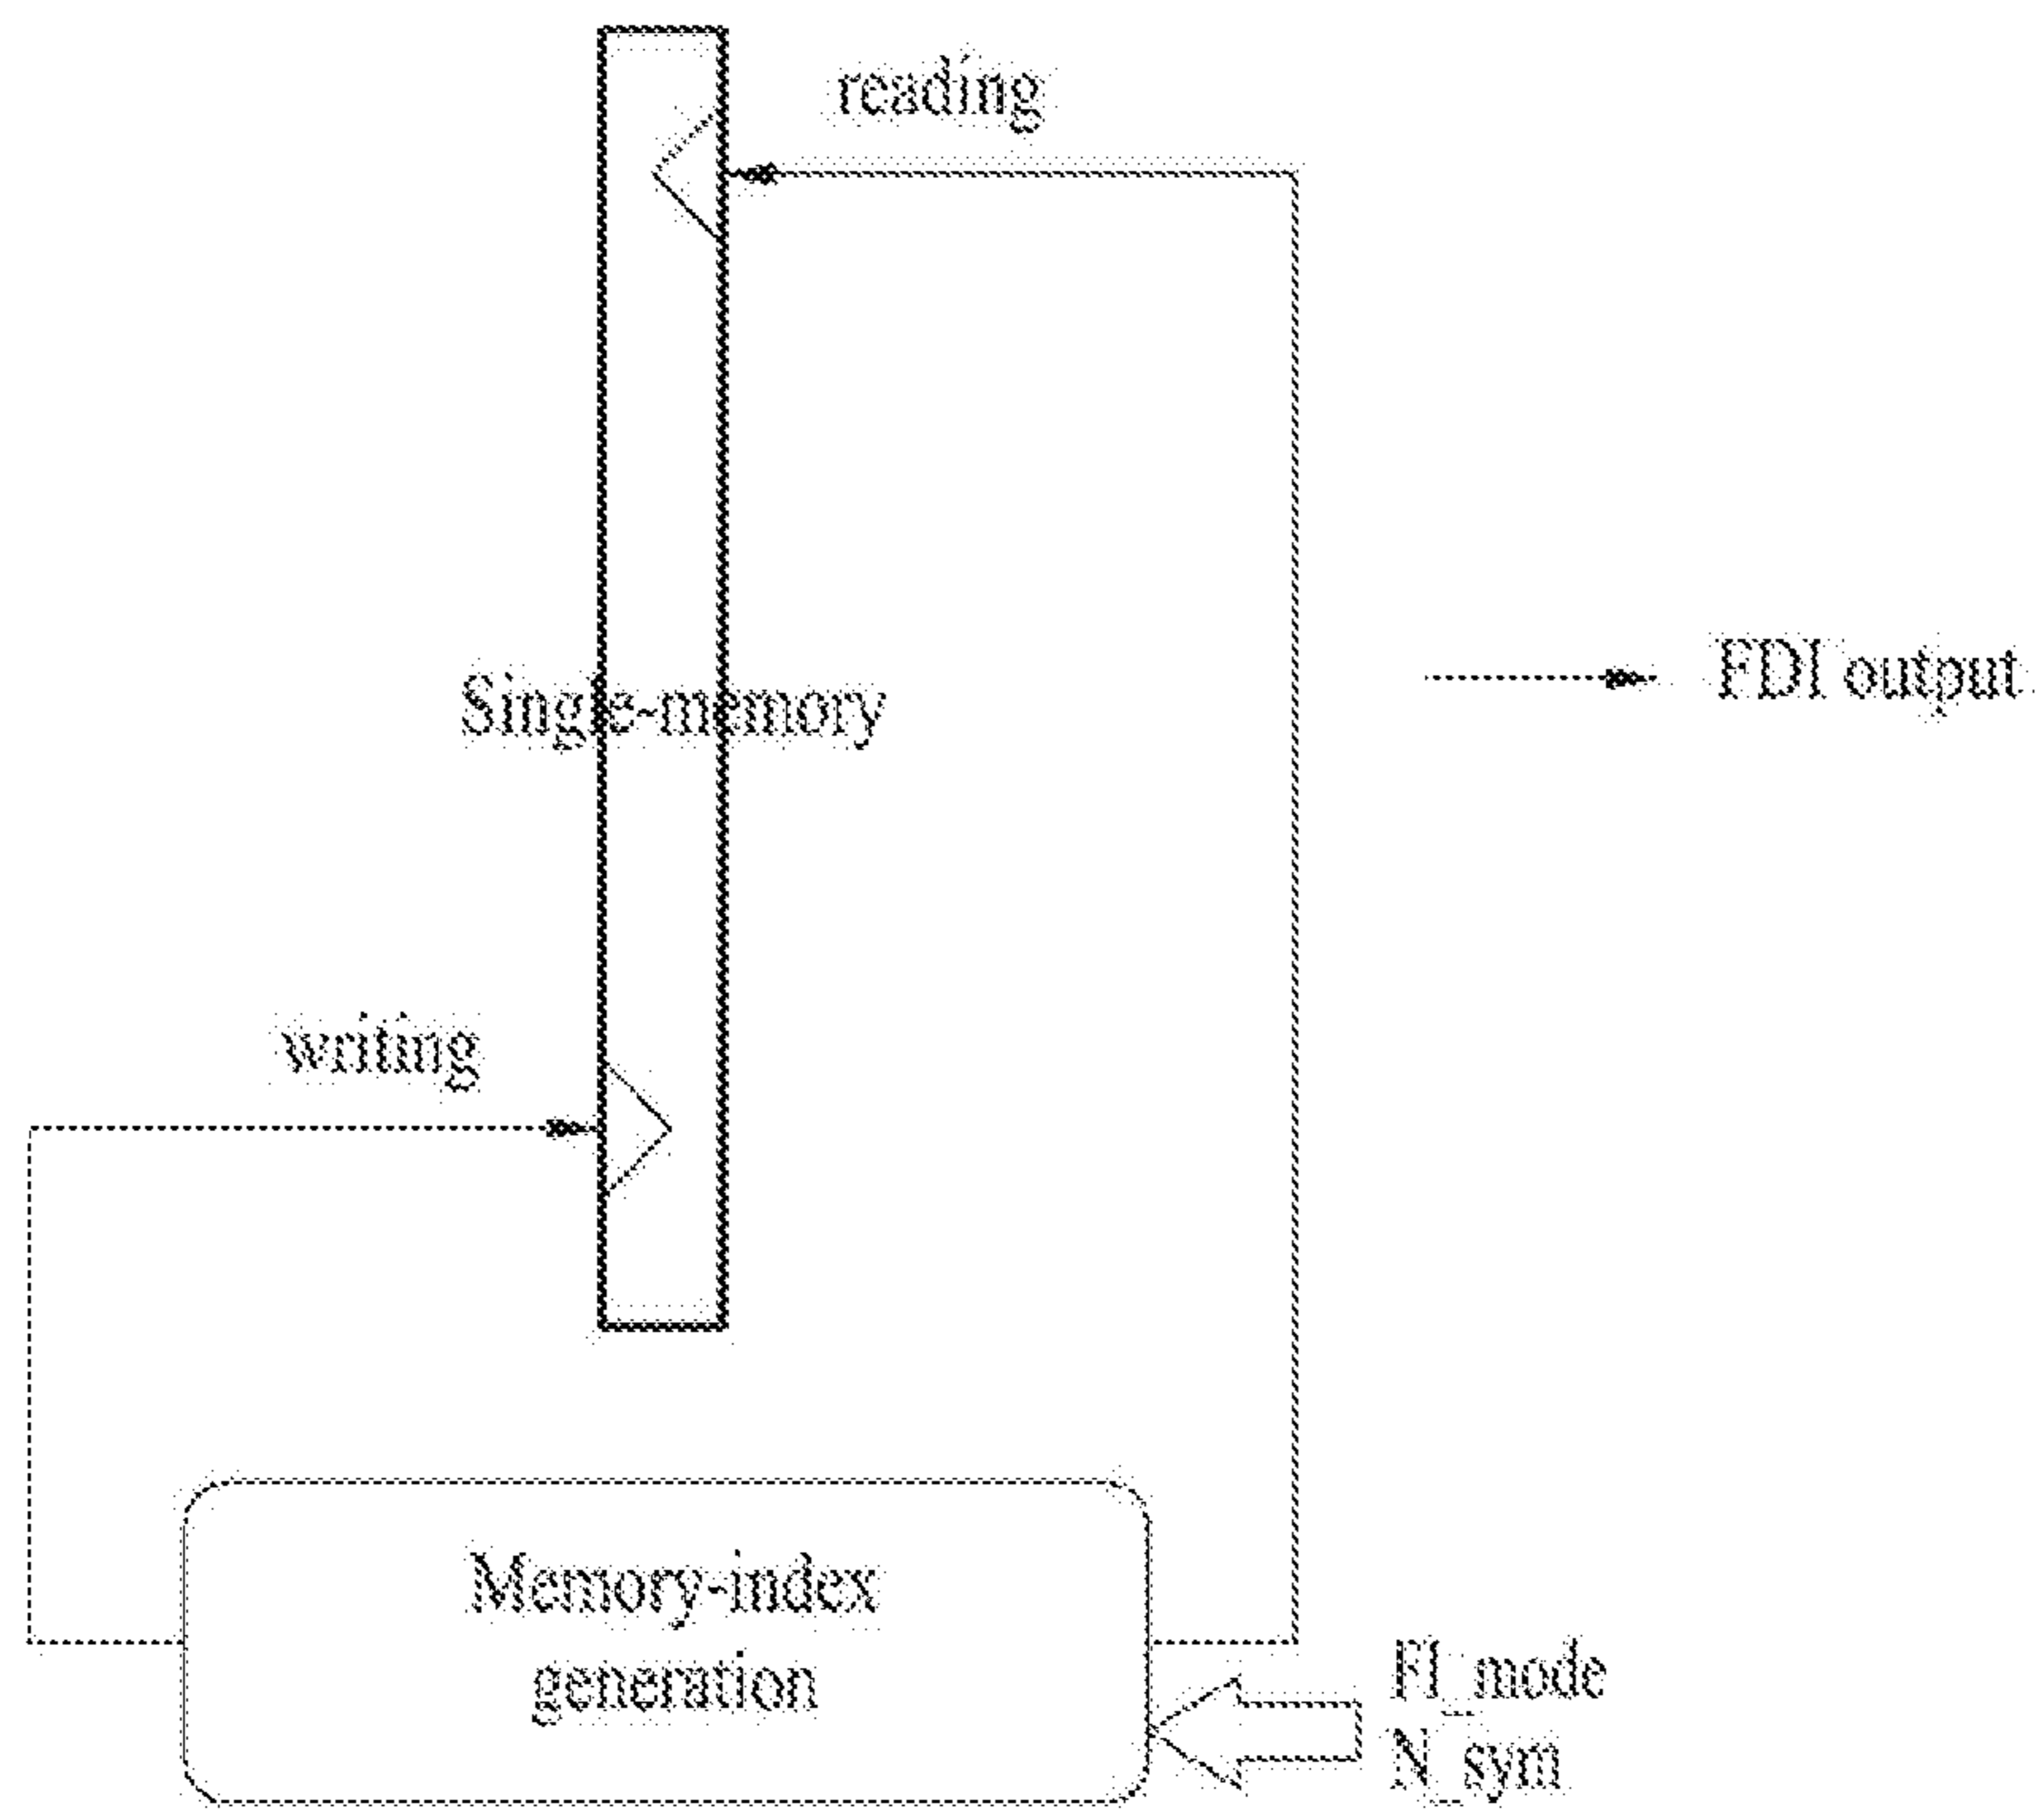 reading
FDI output
Single-memory
writing
Memory-index
generation
FI_mode
N_sym